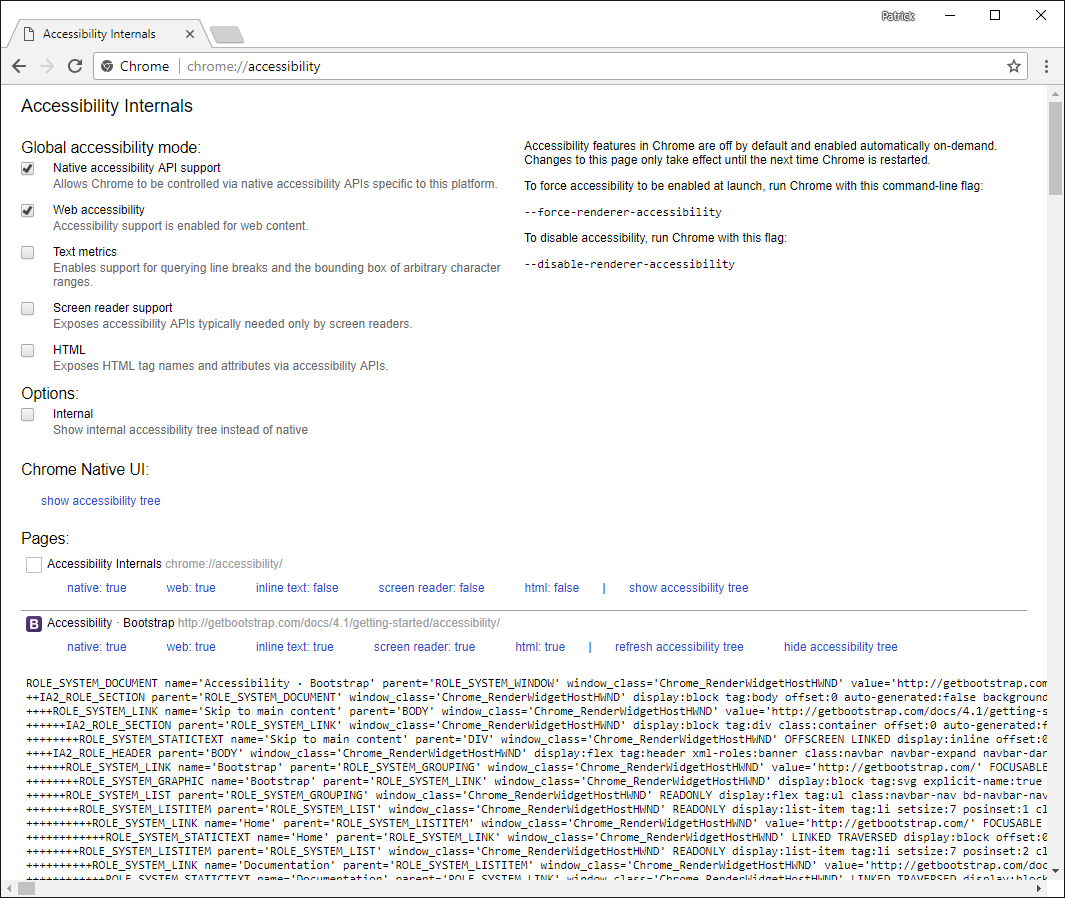 Patrick
Accessibility Internals
Chrome chrome://accessibility
Accessibility Internals
Global accessibility mode:
Native accessibility API support
Allows Chrome to be controlled via native accessibility APIs specific to this platform.
Web accessibility
Accessibility support is enabled for web content.
Text metrics
Enables support for querying line breaks and the bounding box of arbitrary character
ranges.
Screen reader support
Exposes accessibility APIs typically needed only by screen readers.
HTML
Exposes HTML tag names and attributes via accessibility APIs.
Options:
Internal
Show internal accessibility tree instead of native
Accessibility features in Chrome are off by default and enabled automatically on-demand.
Changes to this page only take effect until the next time Chrome is restarted.
To force accessibility to be enabled at launch, run Chrome with this command-line flag:
--force-renderer-accessibility
To disable accessibility, run Chrome with this flag:
--disable-renderer-accessibility
Chrome Native UI:
show accessibility tree
Pages:
Accessibility Internals chrome://accessibility/
native: true web: true inline text: false screen reader: false html: false | show accessibility tree
B Accessibility · Bootstrap http://getbootstrap.com/docs/4.1/getting-started/accessibility/
native: true web: true inline text: true screen reader: true html: true | refresh accessibility tree hide accessibility tree
ROLE_SYSTEM_DOCUMENT name='Accessibility · Bootstrap' parent='ROLE_SYSTEM_WINDOW' window_class='Chrome_RenderWidgetHostHWND' value='http://getbootstrap.com
++IA2_ROLE_SECTION parent='ROLE_SYSTEM_DOCUMENT' window_class='Chrome_RenderWidgetHostHWND' display:block tag:body offset:0 auto-generated:false background
++++ROLE_SYSTEM_LINK name='Skip to main content' parent='BODY' window_class='Chrome_RenderWidgetHostHWND' value='http://getbootstrap.com/docs/4.1/getting-s
++++++IA2_ROLE_SECTION parent='ROLE_SYSTEM_LINK' window_class='Chrome_RenderWidgetHostHWND' display:block tag:div class:container offset:0 auto-generated:f
++++++++ROLE_SYSTEM_STATICTEXT name='Skip to main content' parent='DIV' window_class='Chrome_RenderWidgetHostHWND' OFFSCREEN LINKED display:inline offset:0
++++IA2_ROLE_HEADER parent='BODY' window_class='Chrome_RenderWidgetHostHWND' display:flex tag:header xml-roles:banner class:navbar navbar-expand navbar-dar
++++++ROLE_SYSTEM_LINK name='Bootstrap' parent='ROLE_SYSTEM_GROUPING' window_class='Chrome_RenderWidgetHostHWND' value='http://getbootstrap.com/' FOCUSABLE
++++++++ROLE_SYSTEM_GRAPHIC name='Bootstrap' parent='ROLE_SYSTEM_LINK' window_class='Chrome_RenderWidgetHostHWND' display:block tag:svg explicit-name:true
++++++ROLE_SYSTEM_LIST parent='ROLE_SYSTEM_GROUPING' window_class='Chrome_RenderWidgetHostHWND' READONLY display:flex tag:ul class:navbar-nav bd-navbar-nav
++++++++ROLE_SYSTEM_LISTITEM parent='ROLE_SYSTEM_LIST' window_class='Chrome_RenderWidgetHostHWND' READONLY display:list-item tag:li setsize:7 posinset:1 cl
++++++++++ROLE_SYSTEM_LINK name='Home' parent='ROLE_SYSTEM_LISTITEM' window_class='Chrome_RenderWidgetHostHWND' value='http://getbootstrap.com/' FOCUSABLE
++++++++++++ROLE_SYSTEM_STATICTEXT name='Home' parent='ROLE_SYSTEM_LINK' window_class='Chrome_RenderWidgetHostHWND' LINKED TRAVERSED display:block offset:0
++++++++ROLE_SYSTEM_LISTITEM parent='ROLE_SYSTEM_LIST' window_class='Chrome_RenderWidgetHostHWND' READONLY display:list-item tag:li setsize:7 posinset:2 cl
++++++++++ROLE_SYSTEM_LINK name='Documentation' parent='ROLE_SYSTEM_LISTITEM' window_class='Chrome_RenderWidgetHostHWND' value='http://getbootstrap.com/doc
++++++++++++ROLE_SYSTEM_STATICTEXT name='Documentation' parent='ROLE_SYSTEM_LINK' window_class='Chrome_RenderWidgetHostHWND' LINKED TRAVERSED display:block